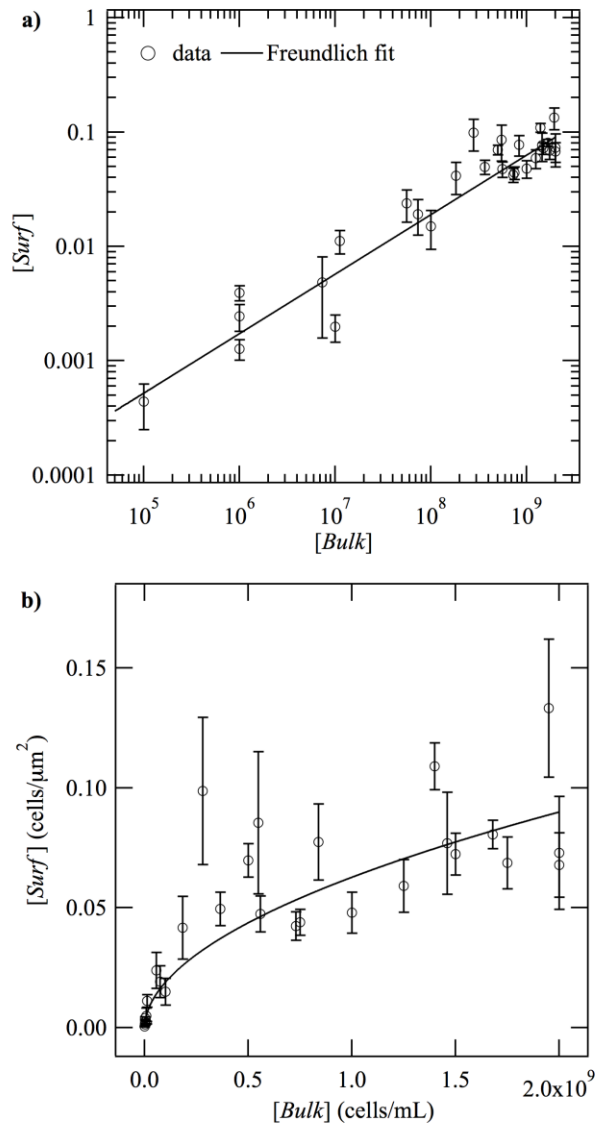 a)
1
data
Freundlich fit
0.1
0.01
0.001
0.0001
[Surf]
10^5 10^6 10^7 10^8 10^9
[Bulk]
b)
0.15
0.10
0.05
0.00
[Surf] (cells/μm^2)
0.0 0.5 1.0 1.5 2.0x10^9
[Bulk] (cells/mL)